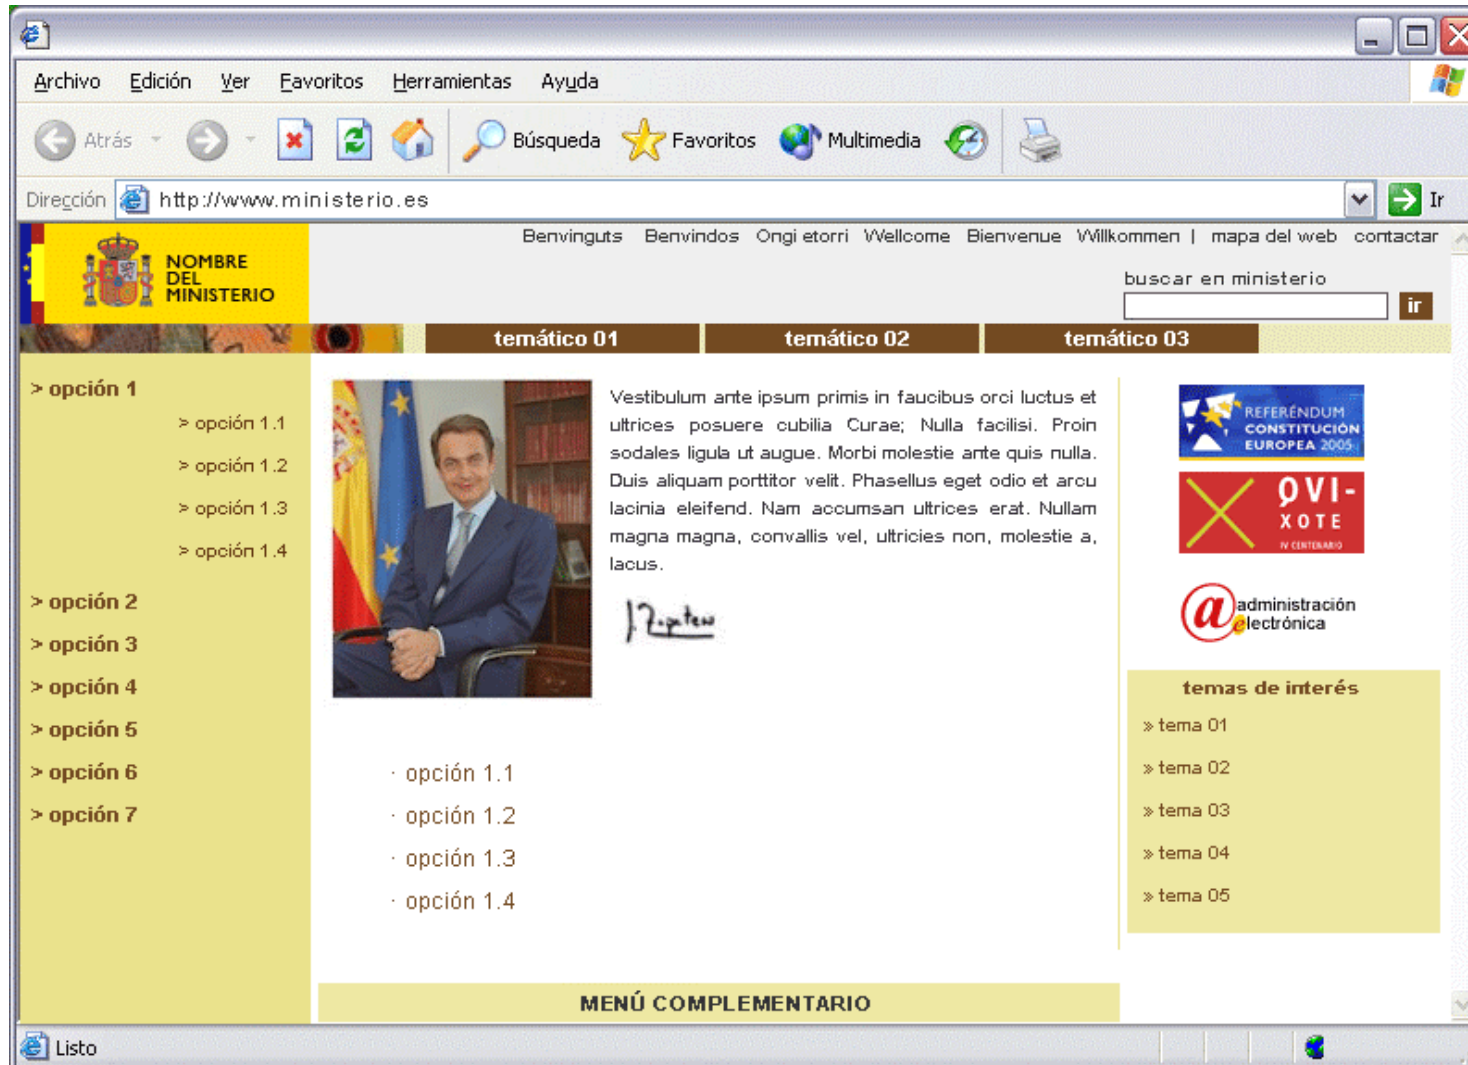 Archivo Edición Ver Favoritos Herramientas Ayuda
Atrás Búsqueda Favoritos Multimedia
Dirección http://www.ministerio.es Ir
Benvinguts Benvindos Ongi etorri Wellcome Bienvenue Willkommen | mapa del web contactar
NOMBRE
DEL
MINISTERIO
buscar en ministerio
ir
temático 01 temático 02 temático 03
> opción 1
> opción 1.1
> opción 1.2
> opción 1.3
> opción 1.4
> opción 2
> opción 3
> opción 4
> opción 5
> opción 6
> opción 7
Vestibulum ante ipsum primis in faucibus orci luctus et
ultrices posuere cubilia Curae; Nulla facilisi. Proin
sodales ligula ut augue. Morbi molestie ante quis nulla.
Duis aliquam porttitor velit. Phasellus eget odio et arcu
lacinia eleifend. Nam accumsan ultrices erat. Nullam
magna magna, convallis vel, ultricies non, molestie a,
lacus.
J. Zapatero
· opción 1.1
· opción 1.2
· opción 1.3
· opción 1.4
REFERÉNDUM
CONSTITUCIÓN
EUROPEA 2005
QVI-
XOTE
IV CENTENARIO
administración
electrónica
temas de interés
» tema 01
» tema 02
» tema 03
» tema 04
» tema 05
MENÚ COMPLEMENTARIO
Listo